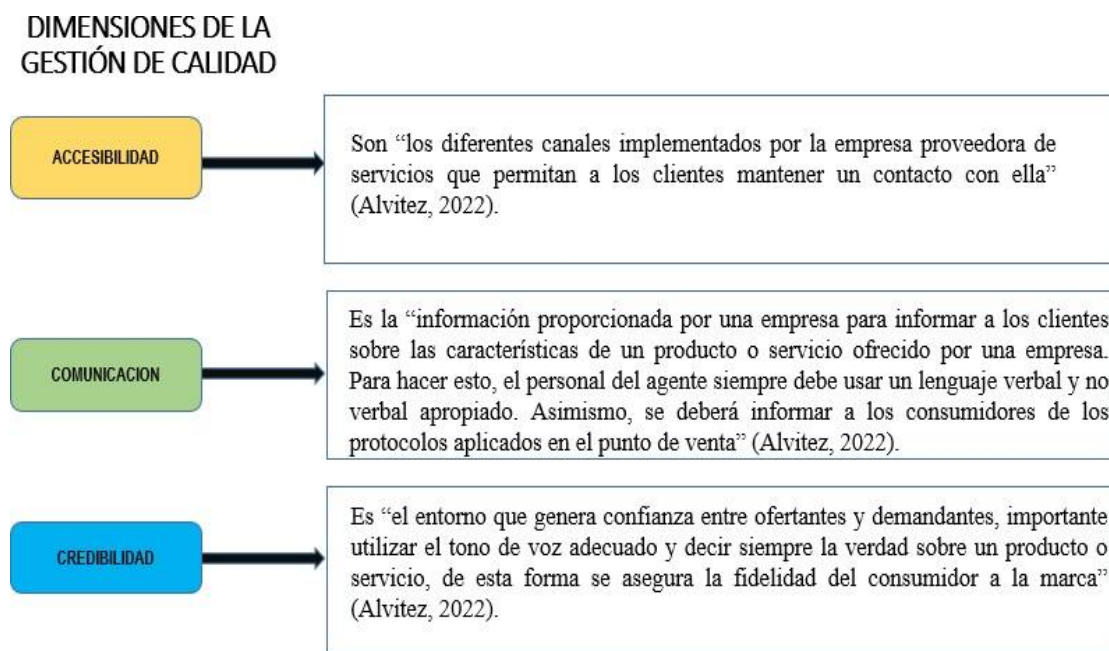 DIMENSIONES DE LA
GESTIÓN DE CALIDAD
ACCESIBILIDAD
Son “los diferentes canales implementados por la empresa proveedora de
servicios que permitan a los clientes mantener un contacto con ella”
(Alvitez, 2022).
COMUNICACION
Es la “información proporcionada por una empresa para informar a los clientes
sobre las características de un producto o servicio ofrecido por una empresa.
Para hacer esto, el personal del agente siempre debe usar un lenguaje verbal y no
verbal apropiado. Asimismo, se deberá informar a los consumidores de los
protocolos aplicados en el punto de venta” (Alvitez, 2022).
CREDIBILIDAD
Es “el entorno que genera confianza entre ofertantes y demandantes, importante
utilizar el tono de voz adecuado y decir siempre la verdad sobre un producto o
servicio, de esta forma se asegura la fidelidad del consumidor a la marca”
(Alvitez, 2022).